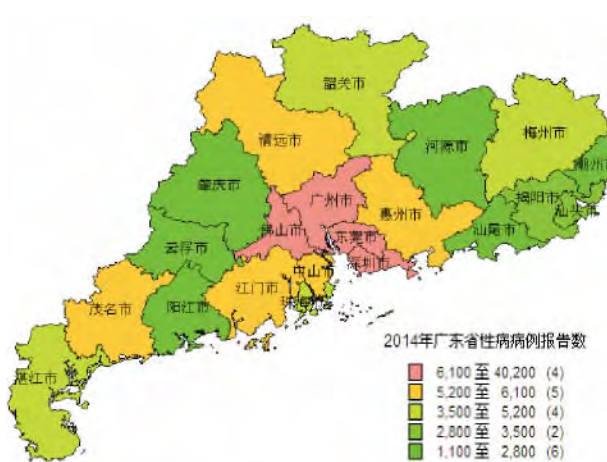 韶关市
清远市
梅州市
河源市
潮州市
肇庆市
广州市
揭阳市
惠州市
汕头市
佛山市
东莞市
汕尾市
云浮市
深圳市
中山市
江门市
阳江市
珠海市
茂名市
湛江市
2014年广东省性病病例报告数
6,100 至 40,200 (4)
5,200 至 6,100 (5)
3,500 至 5,200 (4)
2,800 至 3,500 (2)
1,100 至 2,800 (6)